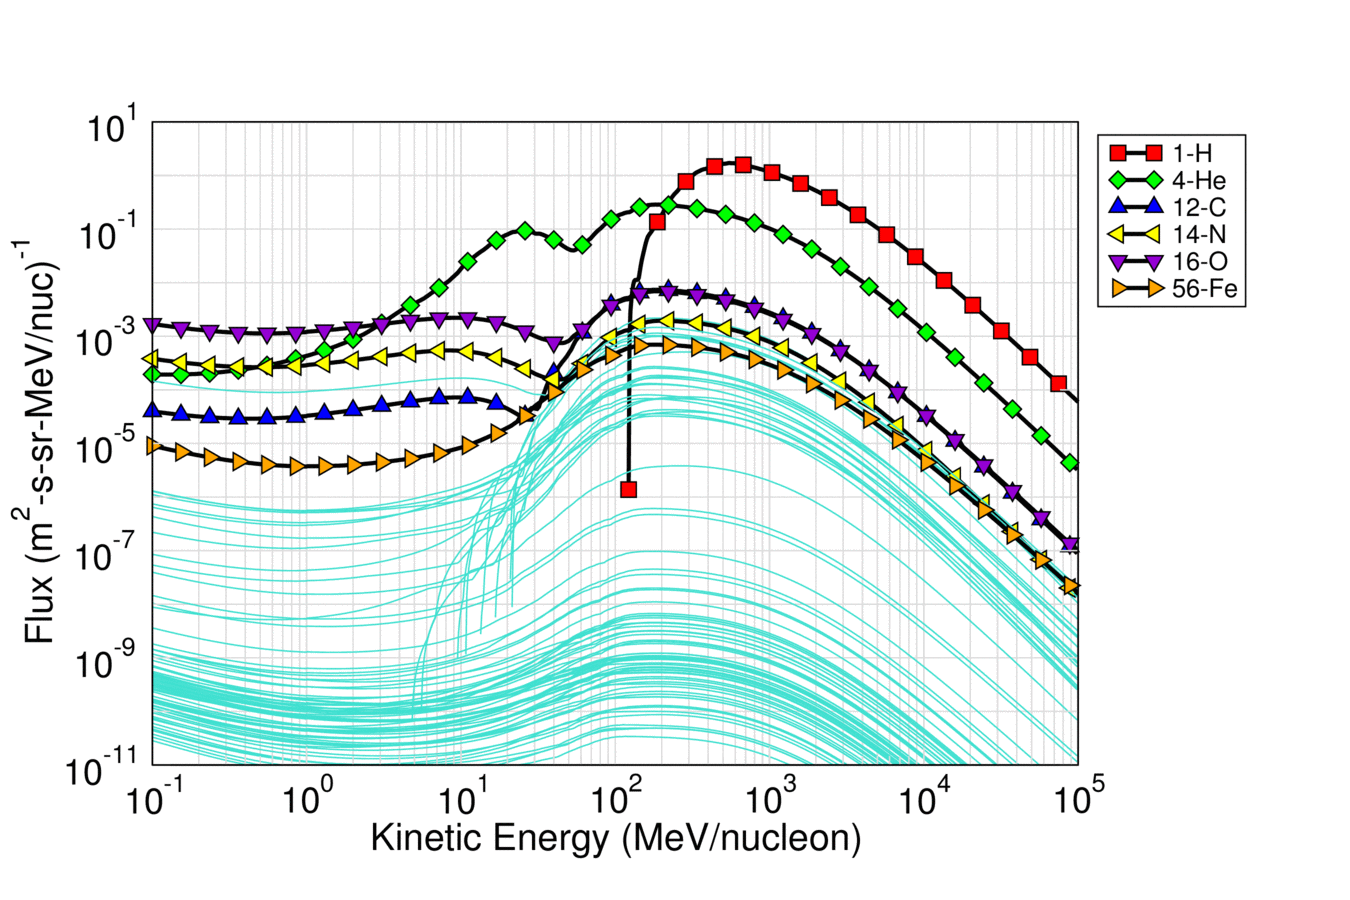 10^1
10^-1
10^-3
10^-5
10^-7
10^-9
10^-11
Flux (m^2-s-sr-MeV/nuc)^-1
10^-1 10^0 10^1 10^2 10^3 10^4 10^5
Kinetic Energy (MeV/nucleon)
1-H
4-He
12-C
14-N
16-O
56-Fe